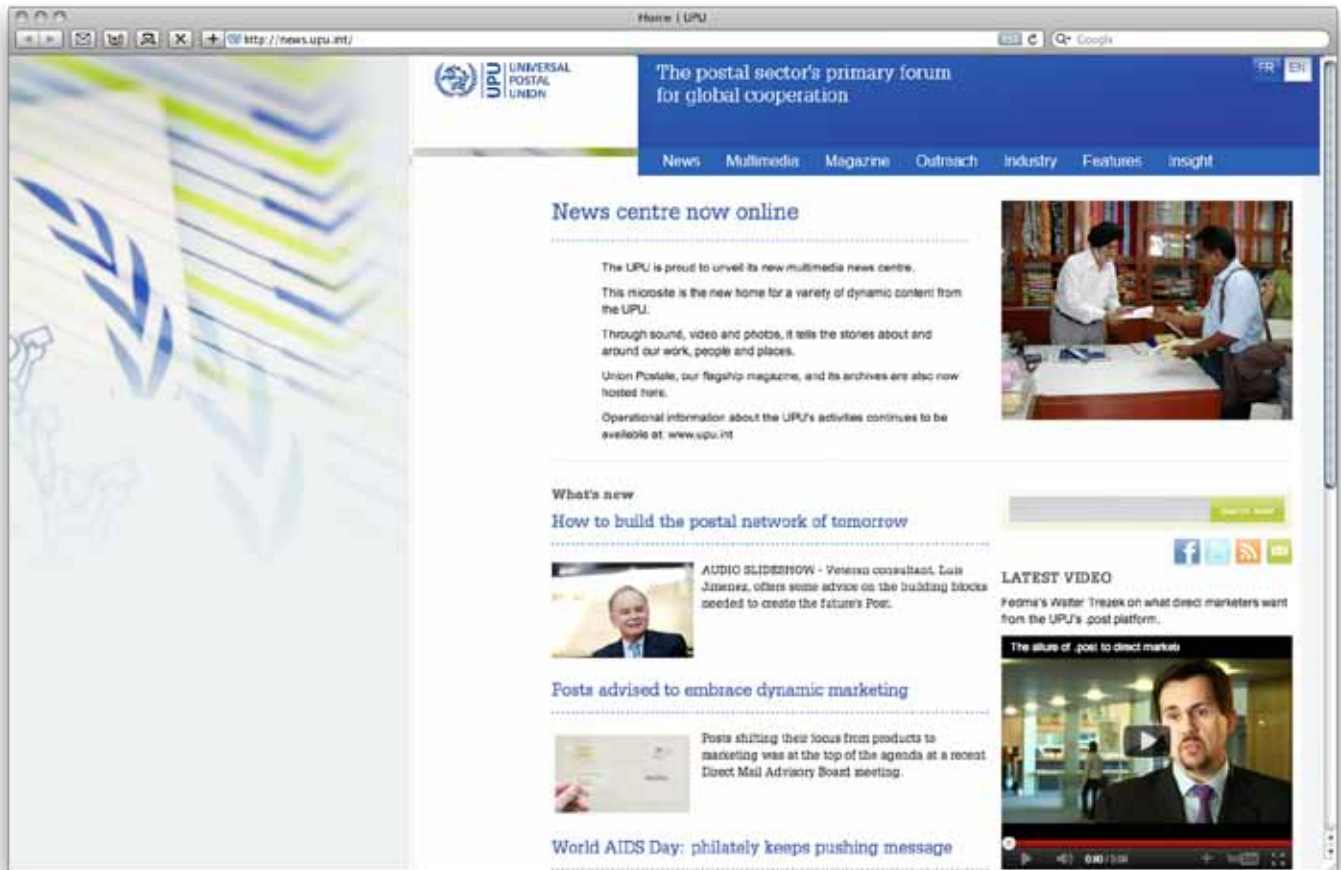 Home | UPU
http://news.upu.int/
RSS
Google
UPU
UNIVERSAL
POSTAL
UNION
The postal sector's primary forum
for global cooperation
FR EN
News Multimedia Magazine Outreach Industry Features Insight
News centre now online
The UPU is proud to unveil its new multimedia news centre.
This microsite is the new home for a variety of dynamic content from
the UPU.
Through sound, video and photos, it tells the stories about and
around our work, people and places.
Union Postale, our flagship magazine, and its archives are also now
hosted here.
Operational information about the UPU's activities continues to be
available at: www.upu.int
What's new
How to build the postal network of tomorrow
AUDIO SLIDESHOW - Veteran consultant, Luis
Jimenez, offers some advice on the building blocks
needed to create the future's Post.
Posts advised to embrace dynamic marketing
Posts shifting their focus from products to
marketing was at the top of the agenda at a recent
Direct Mail Advisory Board meeting.
World AIDS Day: philately keeps pushing message
LATEST VIDEO
Fedma's Walter Trezek on what direct marketers want
from the UPU's .post platform.
The allure of .post to direct markete